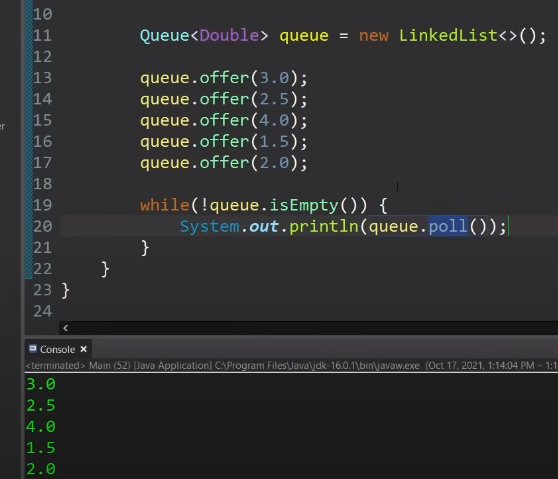 10
11 Queue<Double> queue = new LinkedList<>();
12
13 queue.offer(3.0);
14 queue.offer(2.5);
15 queue.offer(4.0);
16 queue.offer(1.5);
17 queue.offer(2.0);
18
19 while(!queue.isEmpty()) {
20 System.out.println(queue.poll());
21 }
22 }
23 }
24
Console
<terminated> Main (52) [Java Application] C:\Program Files\Java\jdk-16.0.1\bin\javaw.exe (Oct 17, 2021, 1:14:04 PM – 1:1
3.0
2.5
4.0
1.5
2.0